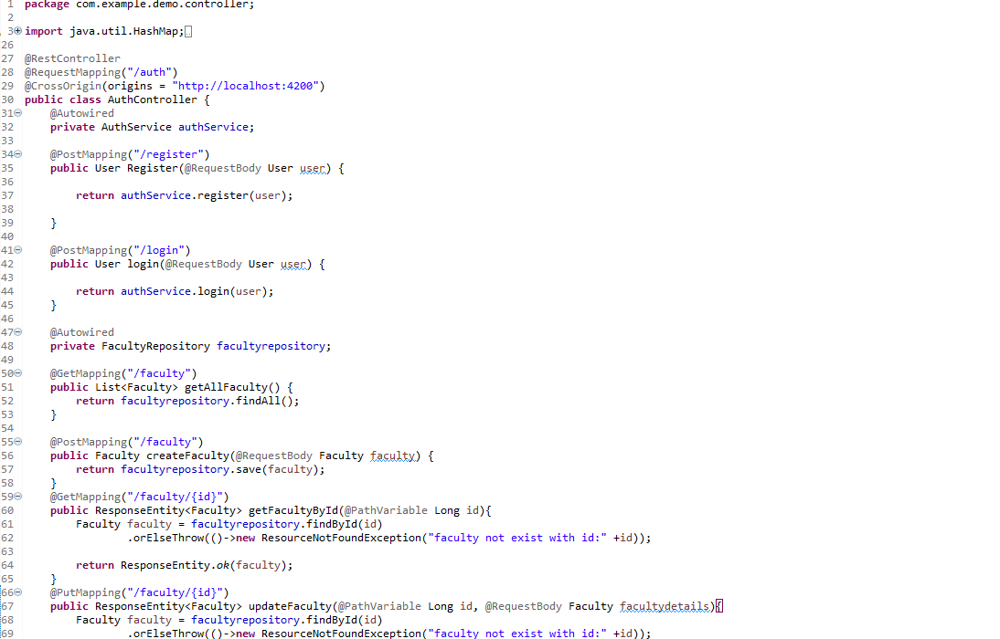 1 package com.example.demo.controller;
2
3 import java.util.HashMap;
26
27 @RestController
28 @RequestMapping("/auth")
29 @CrossOrigin(origins = "http://localhost:4200")
30 public class AuthController {
31     @Autowired
32     private AuthService authService;
33
34     @PostMapping("/register")
35     public User Register(@RequestBody User user) {
36
37         return authService.register(user);
38
39     }
40
41     @PostMapping("/login")
42     public User login(@RequestBody User user) {
43
44         return authService.login(user);
45     }
46
47     @Autowired
48     private FacultyRepository facultyrepository;
49
50     @GetMapping("/faculty")
51     public List<Faculty> getAllFaculty() {
52         return facultyrepository.findAll();
53     }
54
55     @PostMapping("/faculty")
56     public Faculty createFaculty(@RequestBody Faculty faculty) {
57         return facultyrepository.save(faculty);
58     }
59     @GetMapping("/faculty/{id}")
60     public ResponseEntity<Faculty> getFacultyById(@PathVariable Long id){
61         Faculty faculty = facultyrepository.findById(id)
62                 .orElseThrow(()->new ResourceNotFoundException("faculty not exist with id:" +id));
63
64         return ResponseEntity.ok(faculty);
65     }
66     @PutMapping("/faculty/{id}")
67     public ResponseEntity<Faculty> updateFaculty(@PathVariable Long id, @RequestBody Faculty facultydetails){
68         Faculty faculty = facultyrepository.findById(id)
69                 .orElseThrow(()->new ResourceNotFoundException("faculty not exist with id:" +id));